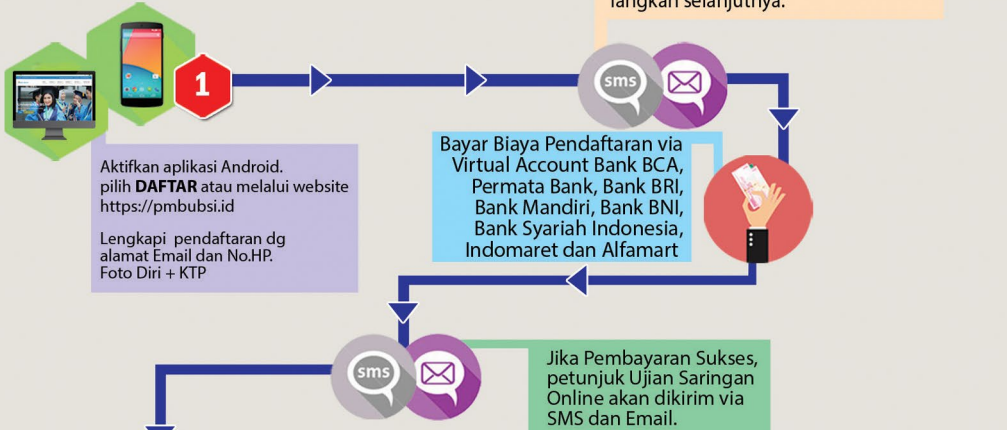 langkah selanjutnya.
1
sms
Aktifkan aplikasi Android.
pilih DAFTAR atau melalui website
https://pmbubsi.id
Lengkapi pendaftaran dg
alamat Email dan No.HP.
Foto Diri + KTP
Bayar Biaya Pendaftaran via
Virtual Account Bank BCA,
Permata Bank, Bank BRI,
Bank Mandiri, Bank BNI,
Bank Syariah Indonesia,
Indomaret dan Alfamart
sms
Jika Pembayaran Sukses,
petunjuk Ujian Saringan
Online akan dikirim via
SMS dan Email.